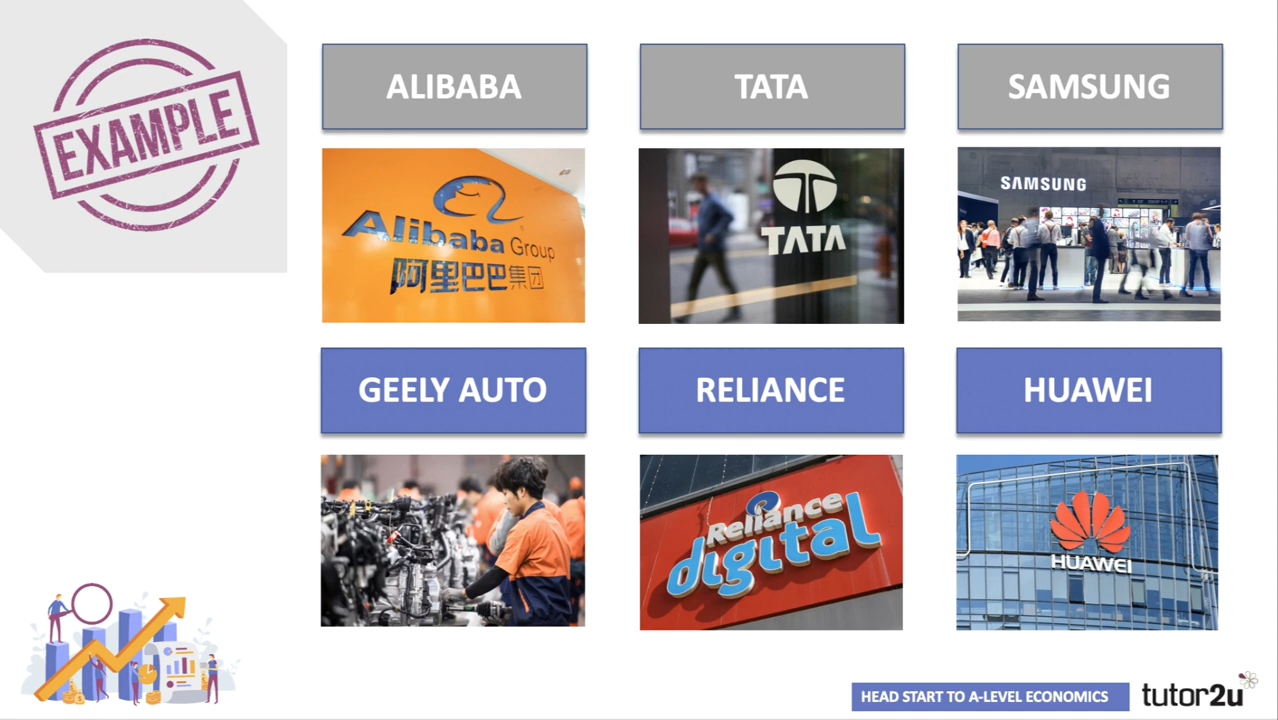 EXAMPLE
ALIBABA
TATA
SAMSUNG
Alibaba Group
阿里巴巴集团
TATA
SAMSUNG
GEELY AUTO
RELIANCE
HUAWEI
Reliance
digital
HUAWEI
HEAD START TO A-LEVEL ECONOMICS
tutor2u